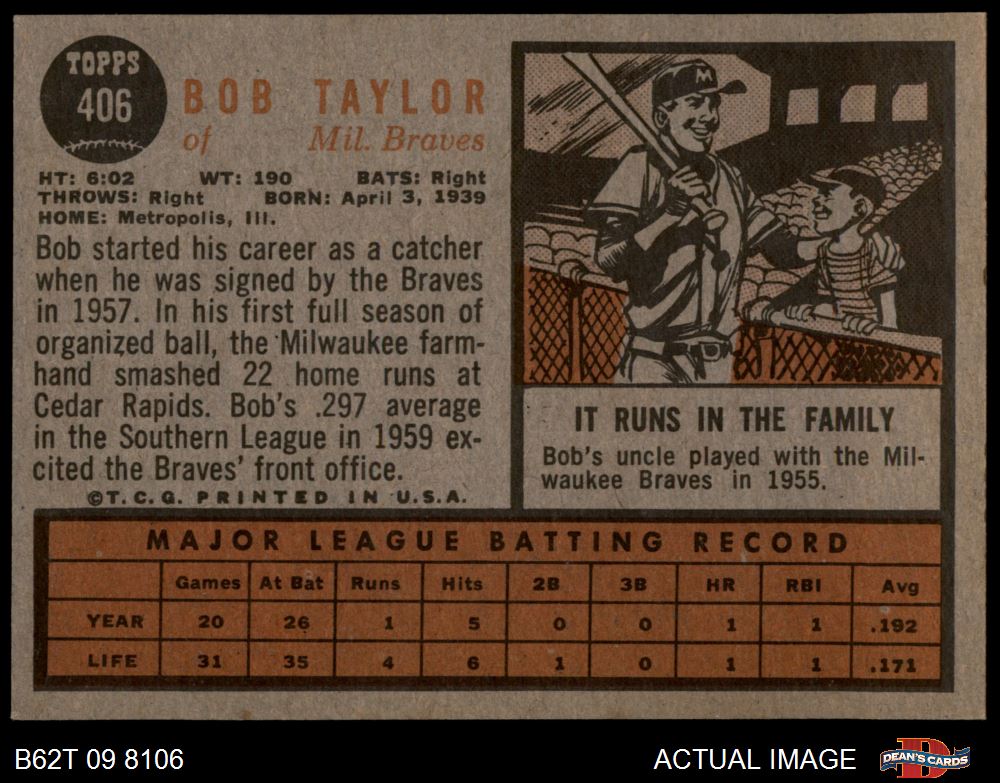 TOPPS
406
BOB TAYLOR
of Mil. Braves
HT: 6:02 WT: 190 BATS: Right
THROWS: Right BORN: April 3, 1939
HOME: Metropolis, Ill.
Bob started his career as a catcher
when he was signed by the Braves
in 1957. In his first full season of
organized ball, the Milwaukee farm-
hand smashed 22 home runs at
Cedar Rapids. Bob's .297 average
in the Southern League in 1959 ex-
cited the Braves' front office.
©T.C.G. PRINTED IN U.S.A.
M
IT RUNS IN THE FAMILY
Bob's uncle played with the Mil-
waukee Braves in 1955.
MAJOR LEAGUE BATTING RECORD
Games At Bat Runs Hits 2B 3B HR RBI Avg
YEAR 20 26 1 5 0 0 1 1 .192
LIFE 31 35 4 6 1 0 1 1 .171
B62T 09 8106 ACTUAL IMAGE DEAN'S CARDS